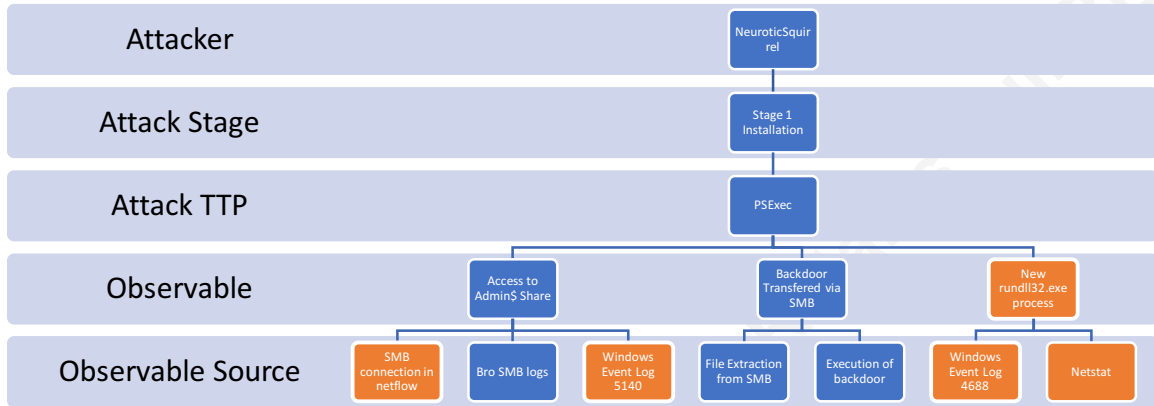 Attacker
NeuroticSquir
rel
Attack Stage
Stage 1
Installation
Attack TTP
PSExec
Observable
Access to
Admin$ Share
Backdoor
Transfered via
SMB
New
rundll32.exe
process
Observable Source
SMB
connection in
netflow
Bro SMB logs
Windows
Event Log
5140
File Extraction
from SMB
Execution of
backdoor
Windows
Event Log
4688
Netstat